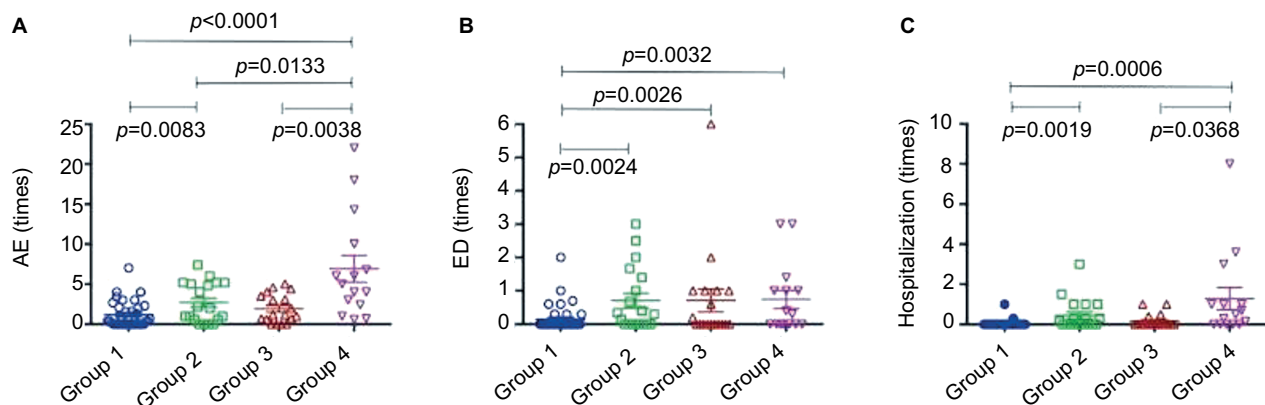 A
p<0.0001
p=0.0133
p=0.0083
p=0.0038
25
20
15
10
5
0
AE (times)
Group 1
Group 2
Group 3
Group 4
B
p=0.0032
p=0.0026
p=0.0024
6
5
4
3
2
1
0
ED (times)
Group 1
Group 2
Group 3
Group 4
C
p=0.0006
p=0.0019
p=0.0368
10
8
6
4
2
0
Hospitalization (times)
Group 1
Group 2
Group 3
Group 4